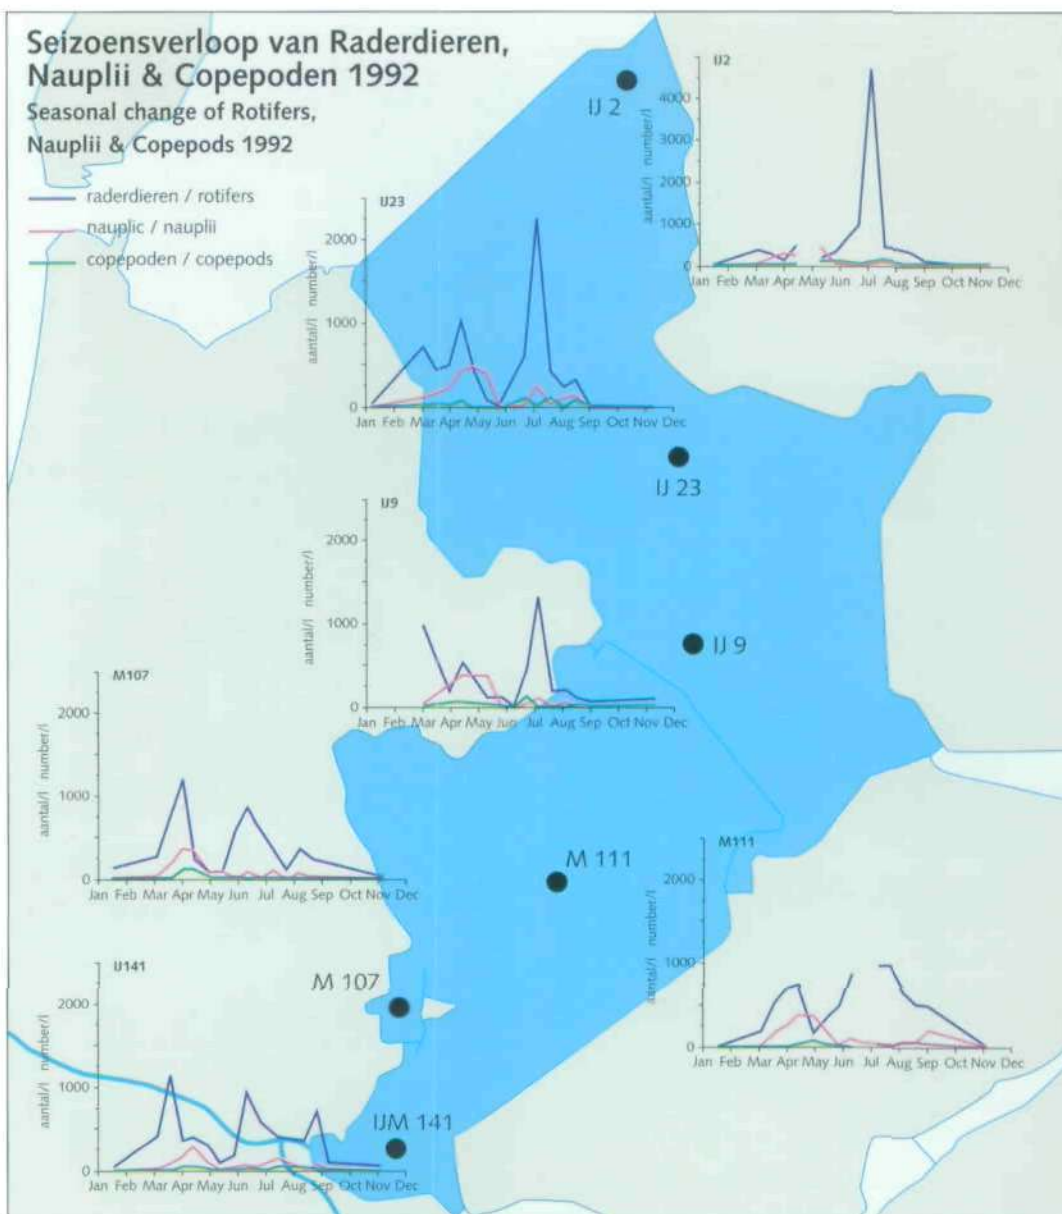 Seizoensverloop van Raderdieren,
Nauplii & Copepoden 1992
Seasonal change of Rotifers,
Nauplii & Copepods 1992
raderdieren / rotifers
nauplic / nauplii
copepoden / copepods
IJ 2
IJ2
aantal/l number/l
4000
3000
2000
1000
0
Jan Feb Mar Apr May Jun Jul Aug Sep Oct Nov Dec
IJ23
aantal/l number/l
2000
1000
0
Jan Feb Mar Apr May Jun Jul Aug Sep Oct Nov Dec
IJ 23
IJ9
aantal/l number/l
2000
1000
0
Jan Feb Mar Apr May Jun Jul Aug Sep Oct Nov Dec
IJ 9
M107
aantal/l number/l
2000
1000
0
Jan Feb Mar Apr May Jun Jul Aug Sep Oct Nov Dec
M 111
M111
aantal/l number/l
2000
1000
0
Jan Feb Mar Apr May Jun Jul Aug Sep Oct Nov Dec
M 107
IJ141
aantal/l number/l
2000
1000
0
Jan Feb Mar Apr May Jun Jul Aug Sep Oct Nov Dec
IJM 141